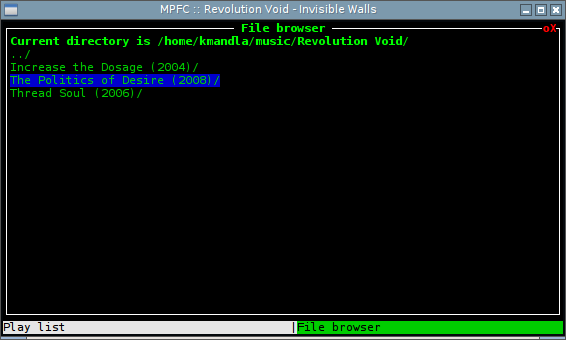 MPFC :: Revolution Void - Invisible Walls
File browser
oX
Current directory is /home/kmandla/music/Revolution Void/
../
Increase the Dosage (2004)/
The Politics of Desire (2008)/
Thread Soul (2006)/
Play list |File browser